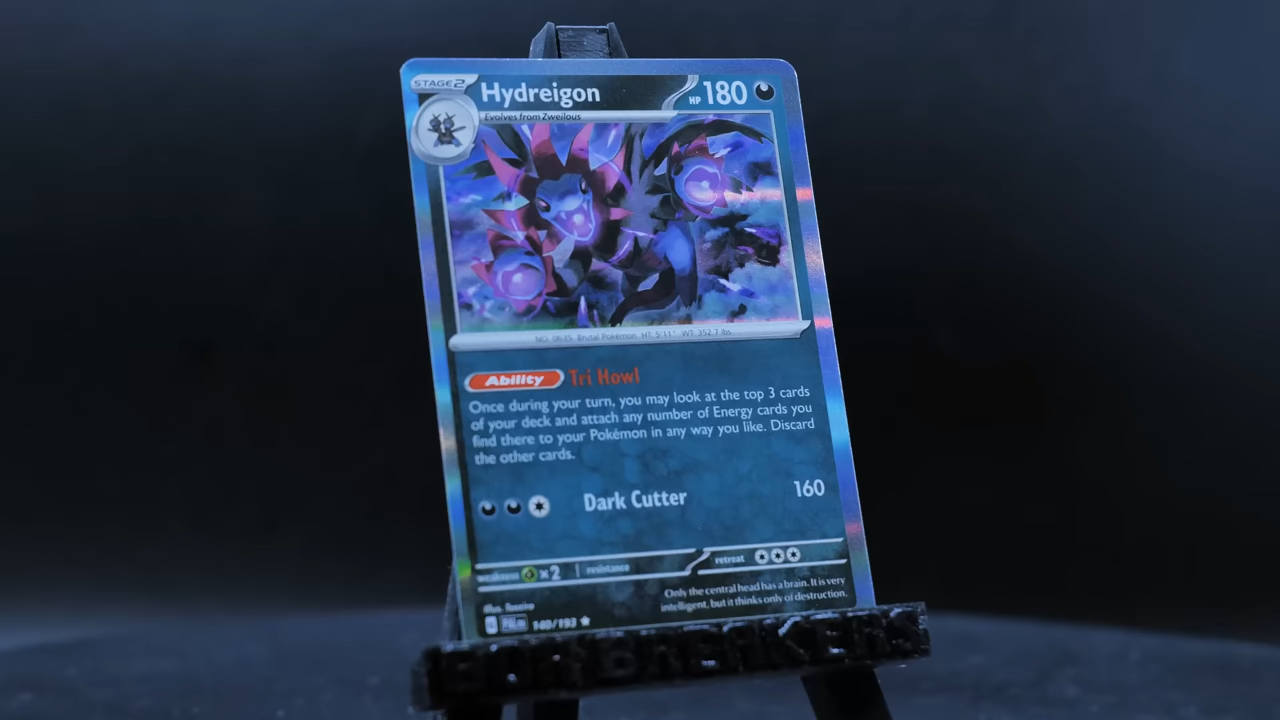 STAGE2
Hydreigon
HP 180
Evolves from Zweilous
NO. 0635 Brutal Pokémon HT: 5'11" WT: 352.7 lbs
Ability Tri Howl
Once during your turn, you may look at the top 3 cards
of your deck and attach any number of Energy cards you
find there to your Pokémon in any way you like. Discard
the other cards.
Dark Cutter 160
weakness ×2 resistance retreat
Only the central head has a brain. It is very
intelligent, but it thinks only of destruction.
Illus.
140/193